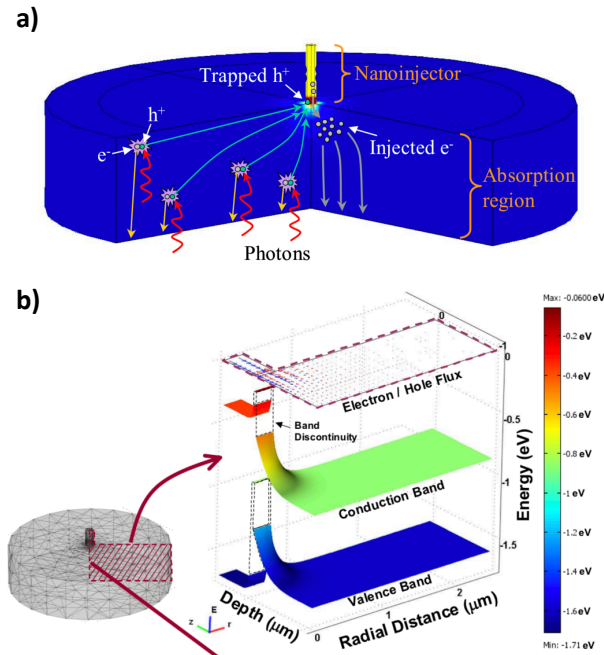 a)
Trapped h+
Nanoinjector
h+
e-
Injected e-
Absorption
region
Photons
b)
Max: -0.0600 eV
-0.2 eV
-0.4 eV
-0.6 eV
-0.8 eV
-1 eV
-1.2 eV
-1.4 eV
-1.6 eV
Min: -1.71 eV
0
-1
0
-0.5
-1
-1.5
Energy (eV)
Electron / Hole Flux
Band
Discontinuity
Conduction Band
Valence Band
Depth (μm)
z
E
r
0
1
2
Radial Distance (μm)